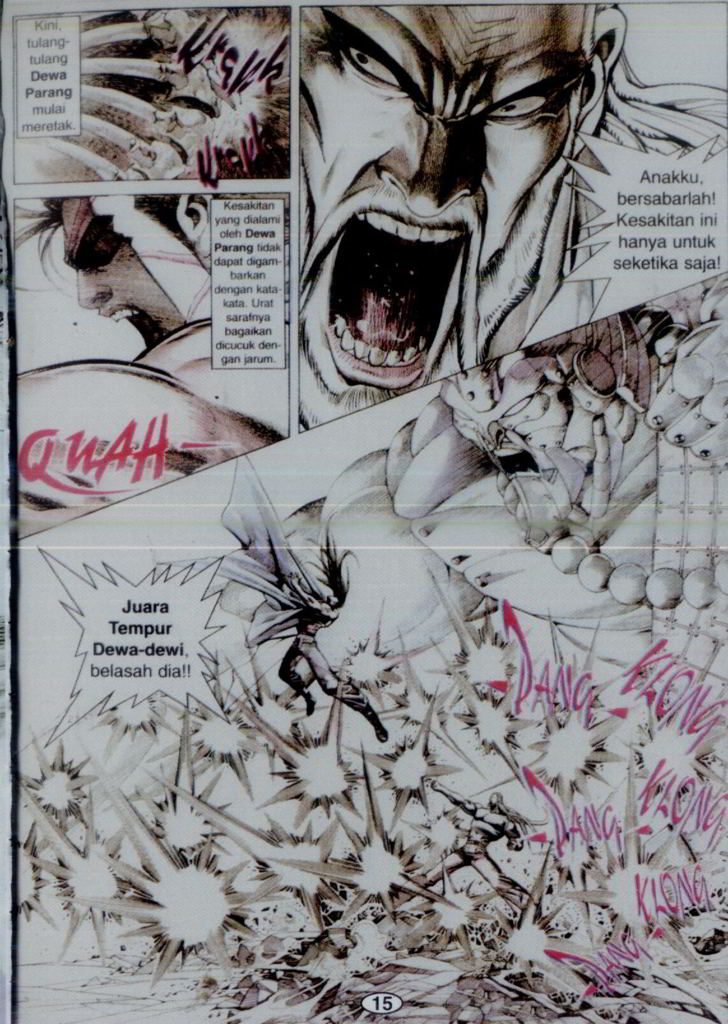 Kini,
tulang-
tulang
Dewa
Parang
mulai
meretak.
Krekk
Krekk
Anakku,
bersabarlah!
Kesakitan ini
hanya untuk
seketika saja!
Kesakitan
yang dialami
oleh Dewa
Parang tidak
dapat digam-
barkan
dengan kata-
kata. Urat
sarafnya
bagaikan
dicucuk den-
gan jarum.
QUAH
Juara
Tempur
Dewa-dewi,
belasah dia!!
DANG
KLONG
DANG
KLONG
DANG
KLONG
15